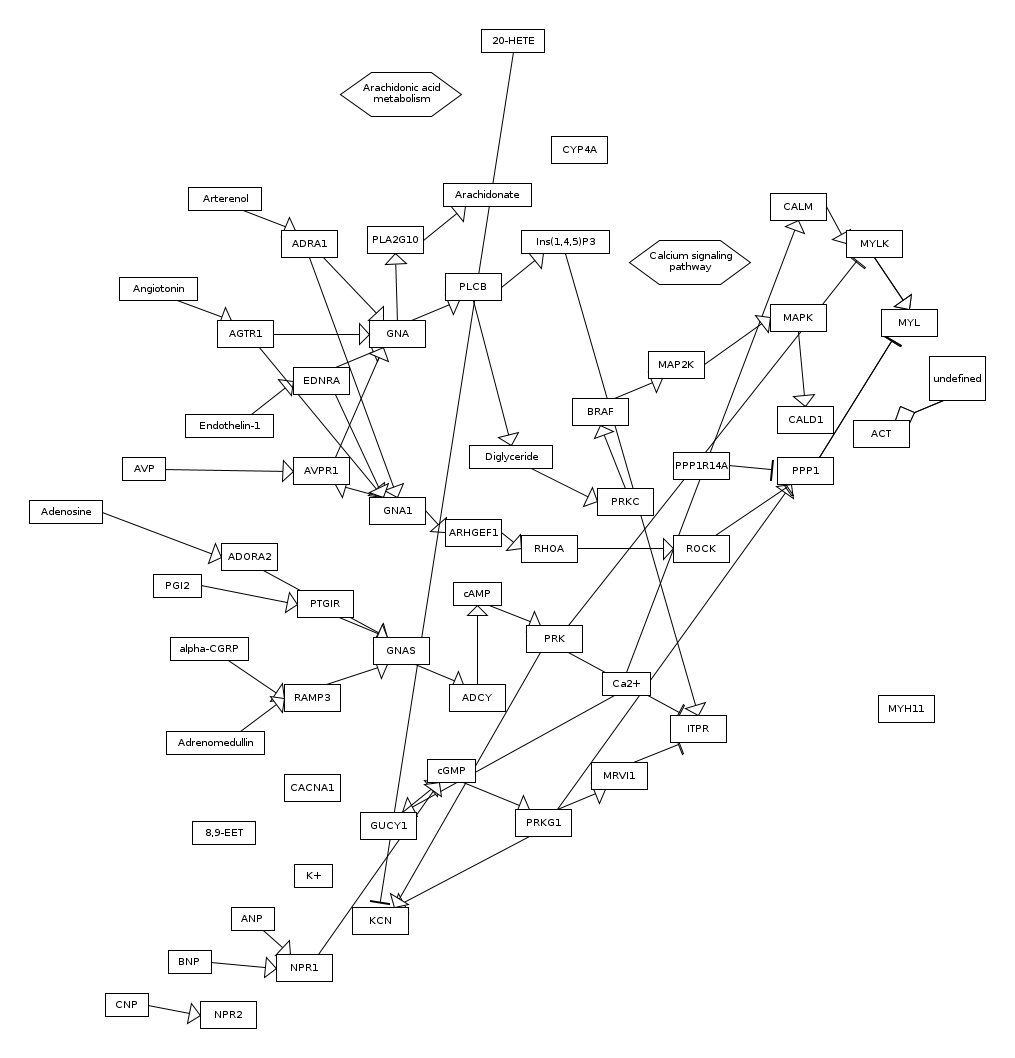 20-HETE
Arachidonic acid
metabolism
CYP4A
Arachidonate
Arterenol
CALM
ADRA1
PLA2G10
Ins(1,4,5)P3
MYLK
Calcium signaling
pathway
Angiotonin
PLCB
AGTR1
GNA
MAPK
MYL
MAP2K
EDNRA
undefined
BRAF
CALD1
Endothelin-1
ACT
Diglyceride
AVP
AVPR1
PPP1R14A
PPP1
PRKC
Adenosine
GNA1
ARHGEF1
RHOA
ROCK
ADORA2
PGI2
cAMP
PTGIR
PRK
alpha-CGRP
GNAS
Ca2+
RAMP3
ADCY
MYH11
ITPR
Adrenomedullin
cGMP
MRVI1
CACNA1
GUCY1
PRKG1
8,9-EET
K+
ANP
KCN
BNP
NPR1
CNP
NPR2